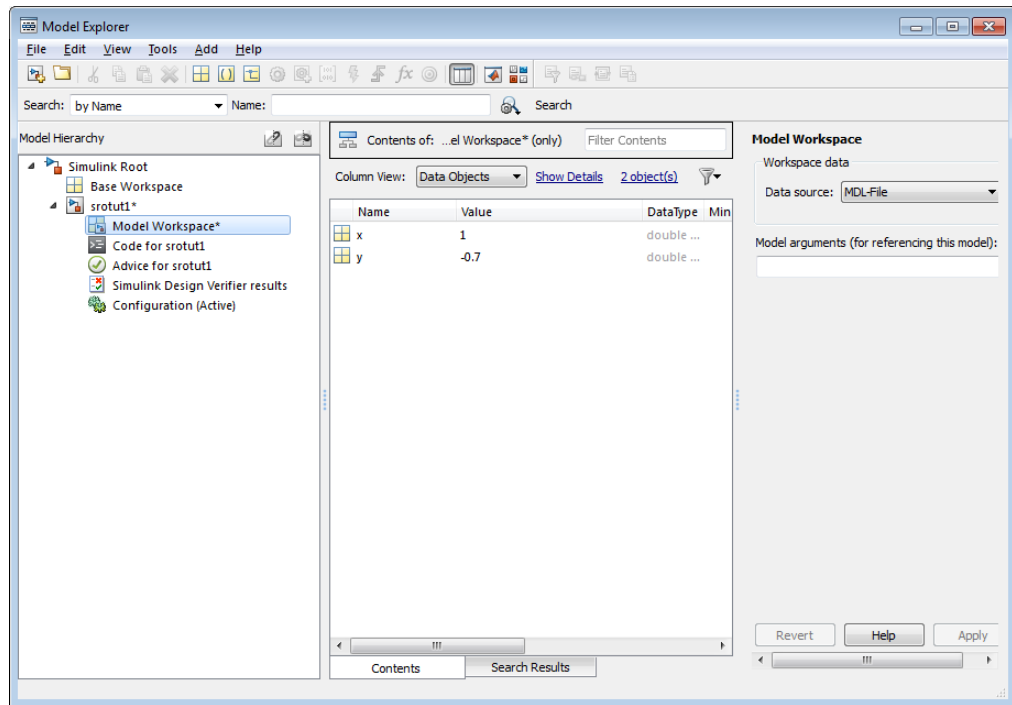 Model Explorer
File Edit View Tools Add Help
fx
Search: by Name Name: Search
Model Hierarchy
Simulink Root
Base Workspace
srotut1*
Model Workspace*
Code for srotut1
Advice for srotut1
Simulink Design Verifier results
Configuration (Active)
Contents of: ...el Workspace* (only) Filter Contents
Column View: Data Objects Show Details 2 object(s)
Name Value DataType Min
x 1 double ...
y -0.7 double ...
Contents Search Results
Model Workspace
Workspace data
Data source: MDL-File
Model arguments (for referencing this model):
Revert Help Apply